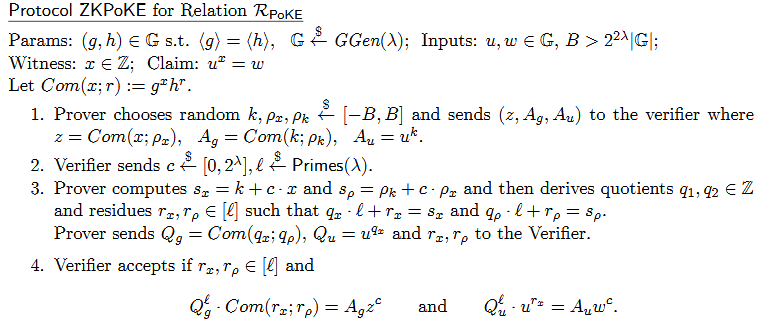 Protocol ZKPoKE for Relation R_PoKE
Params: (g, h) ∈ 𝔾 s.t. ⟨g⟩ = ⟨h⟩, 𝔾 ←$ GGen(λ); Inputs: u, w ∈ 𝔾, B > 2^{2λ}|𝔾|;
Witness: x ∈ ℤ; Claim: u^x = w
Let Com(x; r) := g^x h^r.
1. Prover chooses random k, ρ_x, ρ_k ←$ [−B, B] and sends (z, A_g, A_u) to the verifier where
z = Com(x; ρ_x), A_g = Com(k; ρ_k), A_u = u^k.
2. Verifier sends c ←$ [0, 2^λ], ℓ ←$ Primes(λ).
3. Prover computes s_x = k + c · x and s_ρ = ρ_k + c · ρ_x and then derives quotients q_1, q_2 ∈ ℤ
and residues r_x, r_ρ ∈ [ℓ] such that q_x · ℓ + r_x = s_x and q_ρ · ℓ + r_ρ = s_ρ.
Prover sends Q_g = Com(q_x; q_ρ), Q_u = u^{q_x} and r_x, r_ρ to the Verifier.
4. Verifier accepts if r_x, r_ρ ∈ [ℓ] and
Q_g^ℓ · Com(r_x; r_ρ) = A_g z^c and Q_u^ℓ · u^{r_x} = A_u w^c.